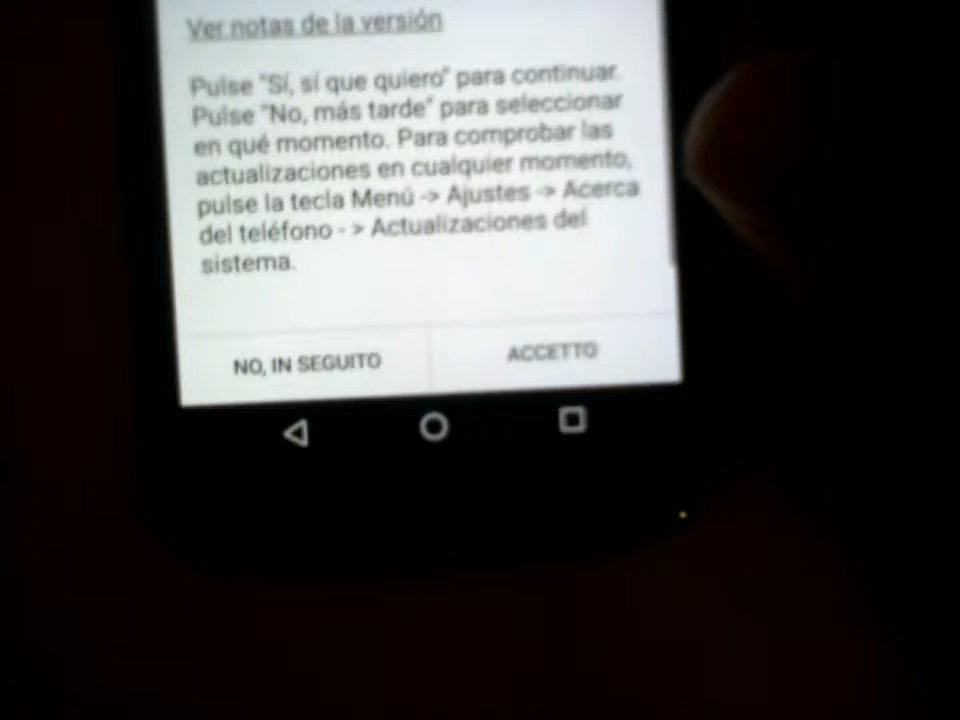 Ver notas de la versión
Pulse "Sí, sí que quiero" para continuar.
Pulse "No, más tarde" para seleccionar
en qué momento. Para comprobar las
actualizaciones en cualquier momento,
pulse la tecla Menú -> Ajustes -> Acerca
del teléfono - > Actualizaciones del
sistema.
NO, IN SEGUITO
ACCETTO